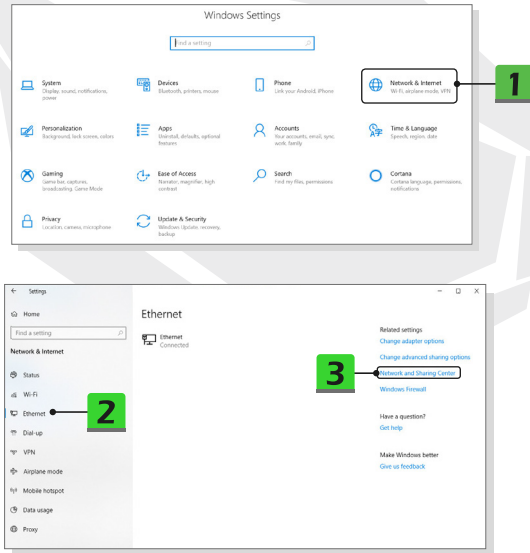 Windows Settings
Find a setting
System
Display, sound, notifications,
power
Devices
Bluetooth, printers, mouse
Phone
Link your Android, iPhone
Network & Internet
Wi-Fi, airplane mode, VPN
1
Personalization
Background, lock screen, colors
Apps
Uninstall, defaults, optional
features
Accounts
Your accounts, email, sync,
work, family
Time & Language
Speech, region, date
Gaming
Game bar, captures,
broadcasting, Game Mode
Ease of Access
Narrator, magnifier, high
contrast
Search
Find my files, permissions
Cortana
Cortana language, permissions,
notifications
Privacy
Location, camera, microphone
Update & Security
Windows Update, recovery,
backup
Settings
Home
Find a setting
Network & Internet
Status
Wi-Fi
Ethernet
2
Dial-up
VPN
Airplane mode
Mobile hotspot
Data usage
Proxy
Ethernet
Ethernet
Connected
Related settings
Change adapter options
Change advanced sharing options
3
Network and Sharing Center
Windows Firewall
Have a question?
Get help
Make Windows better
Give us feedback